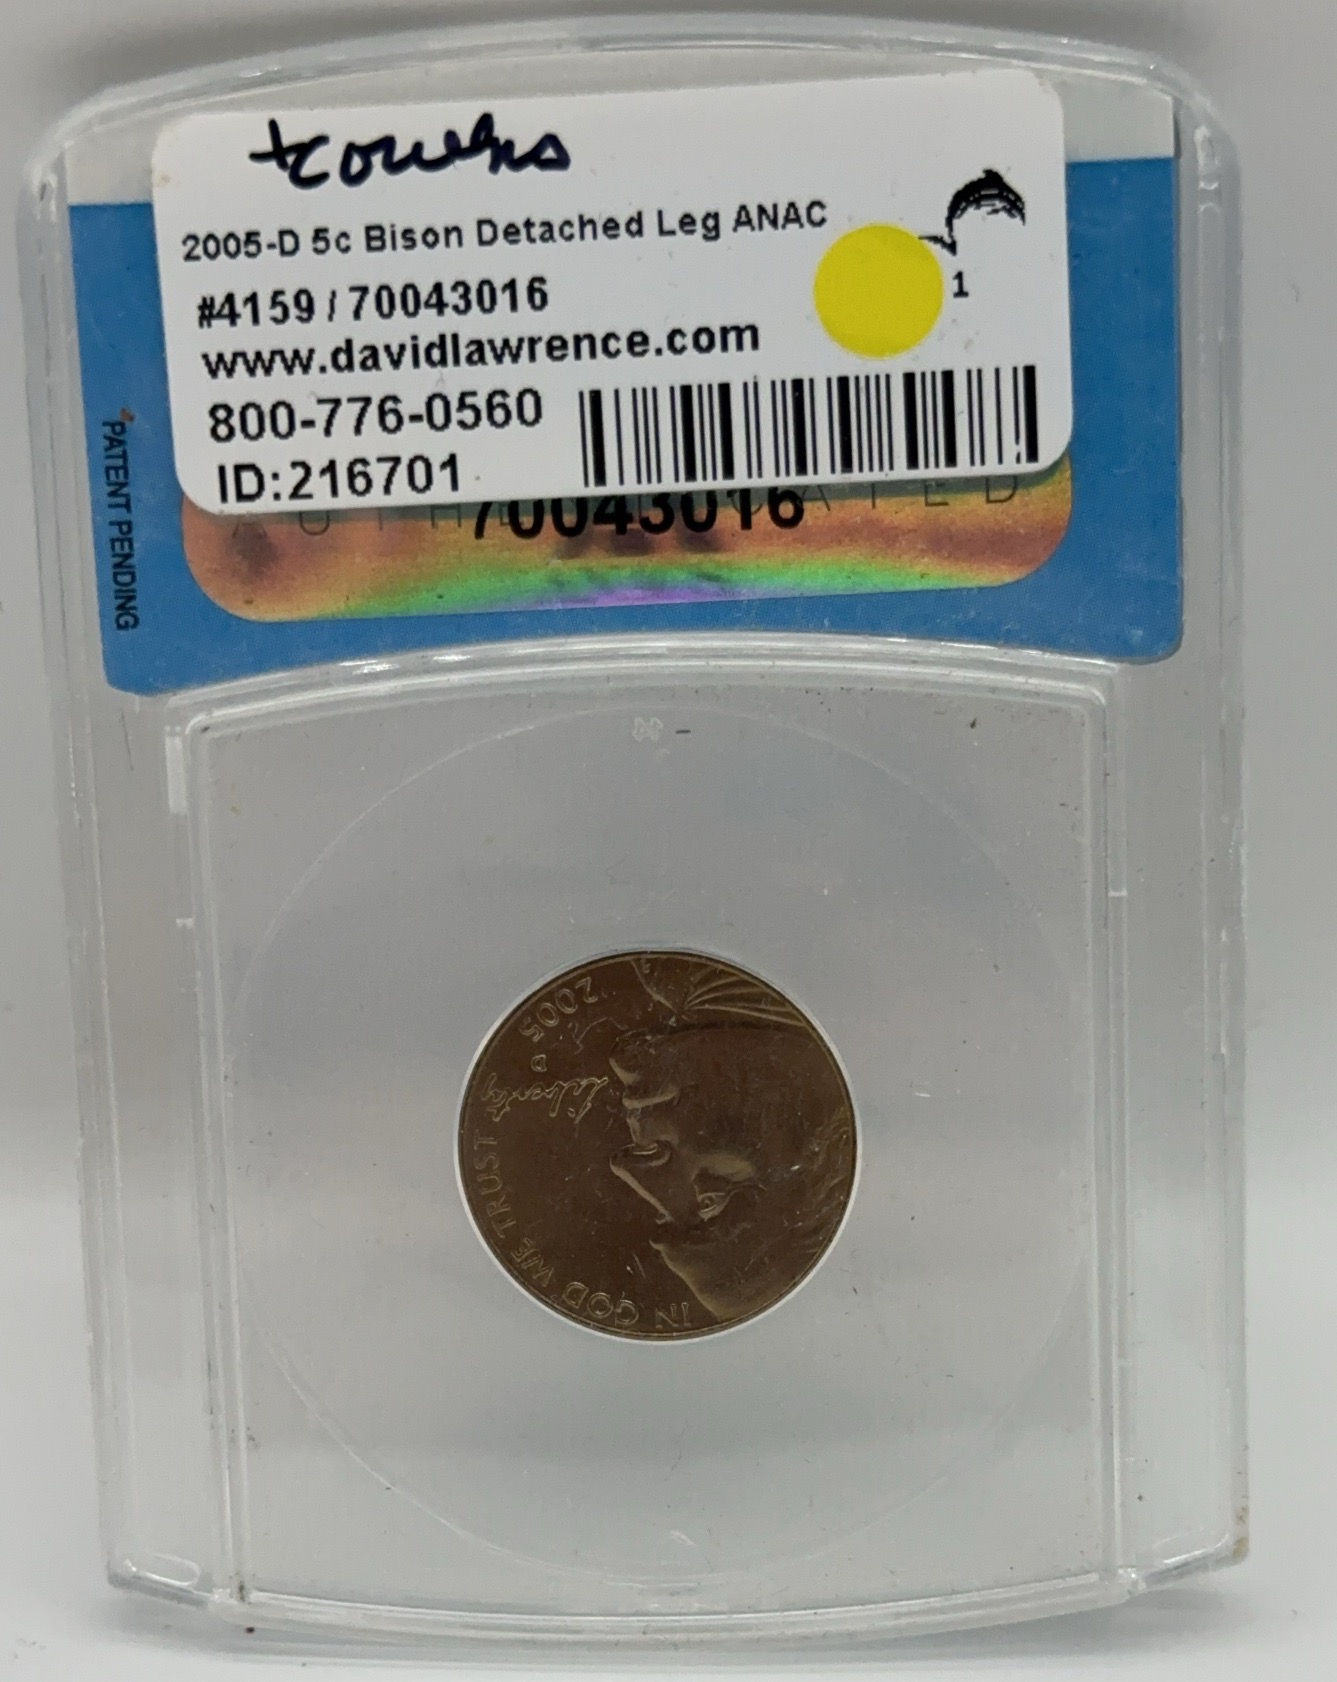 2005-D 5c Bison Detached Leg ANAC
#4159 / 70043016
1
www.davidlawrence.com
800-776-0560
ID:216701
70043016
PATENT PENDING
2005
D
Liberty
IN GOD WE TRUST